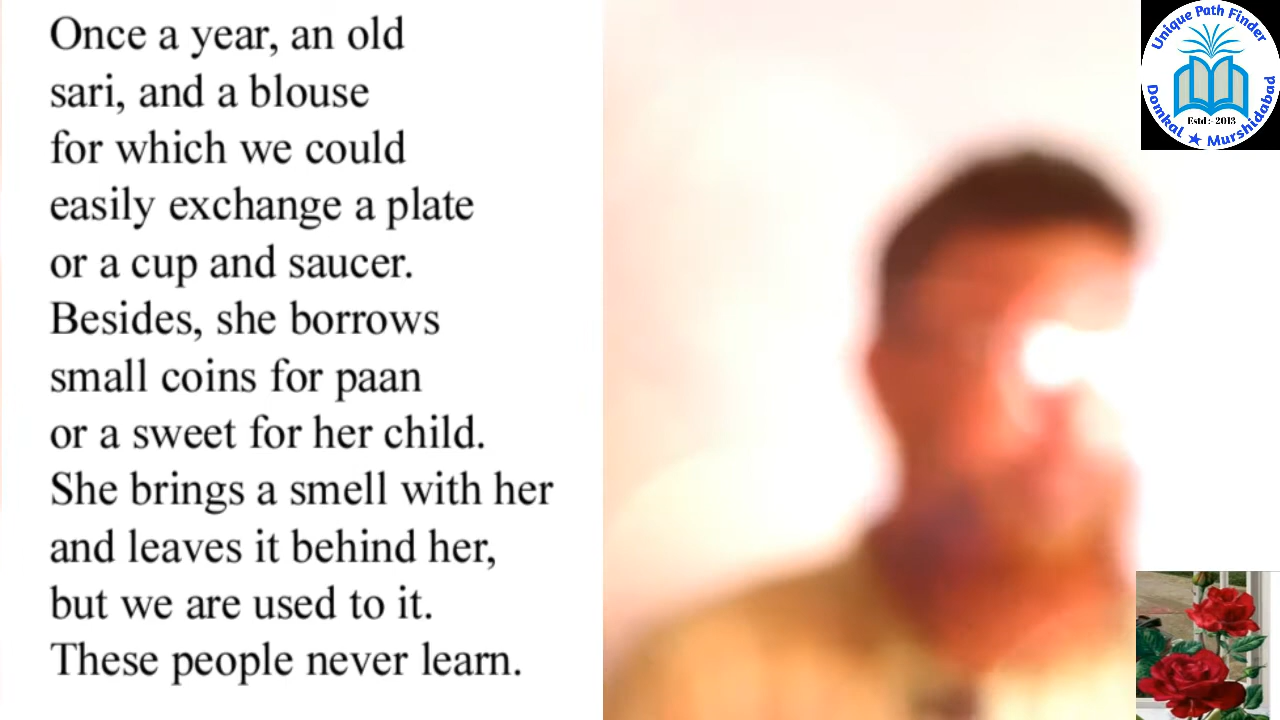 Once a year, an old
sari, and a blouse
for which we could
easily exchange a plate
or a cup and saucer.
Besides, she borrows
small coins for paan
or a sweet for her child.
She brings a smell with her
and leaves it behind her,
but we are used to it.
These people never learn.
Unique Path Finder
Estd:-2013
Domkal ★ Murshidabad